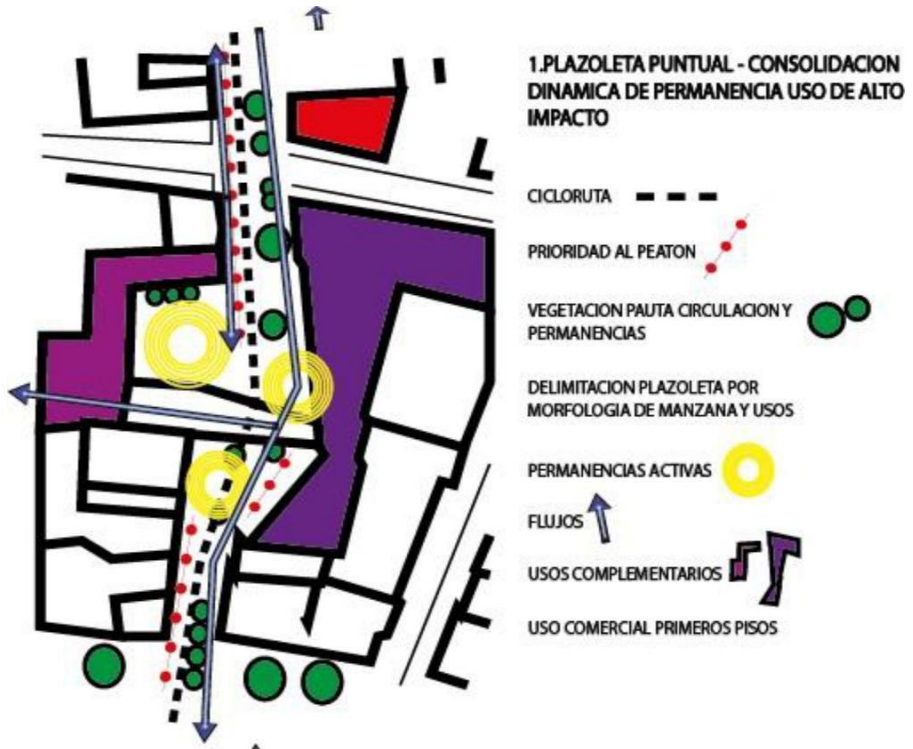 1.PLAZOLETA PUNTUAL - CONSOLIDACION
DINAMICA DE PERMANENCIA USO DE ALTO
IMPACTO
CICLORUTA
PRIORIDAD AL PEATON
VEGETACION PAUTA CIRCULACION Y
PERMANENCIAS
DELIMITACION PLAZOLETA POR
MORFOLOGIA DE MANZANA Y USOS
PERMANENCIAS ACTIVAS
FLUJOS
USOS COMPLEMENTARIOS
USO COMERCIAL PRIMEROS PISOS